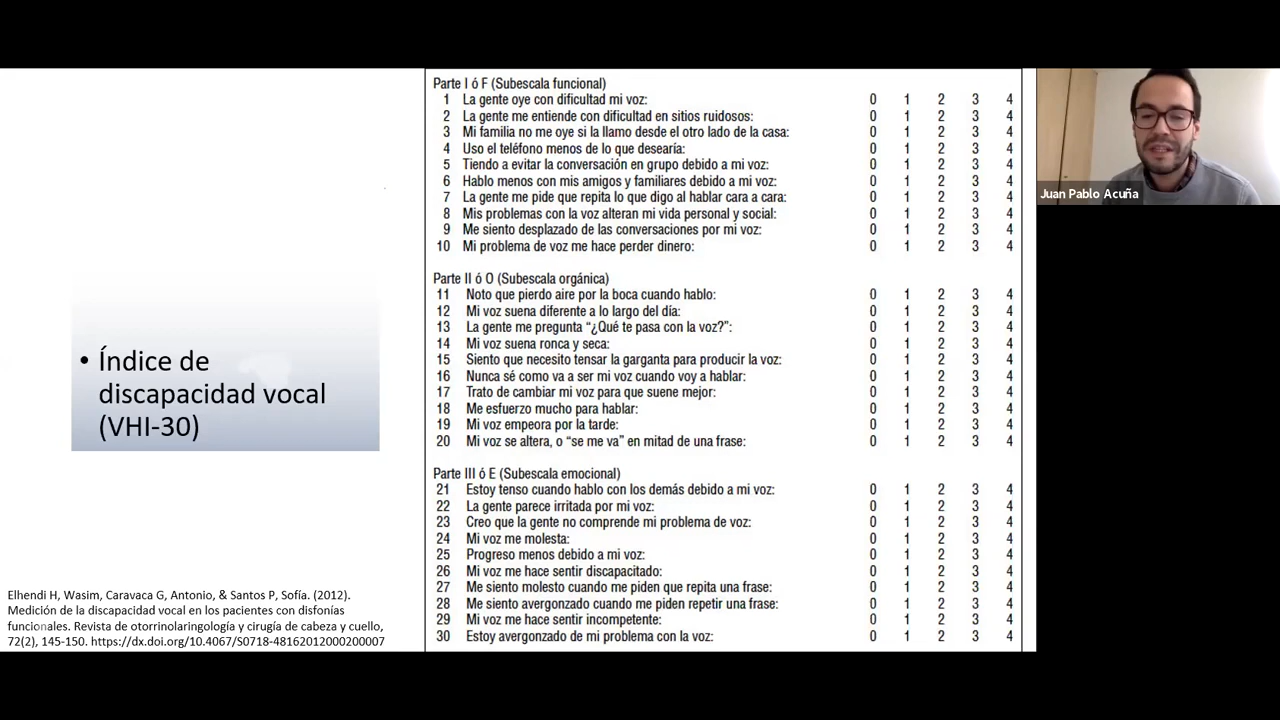 • Índice de
discapacidad vocal
(VHI-30)
Elhendi H, Wasim, Caravaca G, Antonio, & Santos P, Sofía. (2012).
Medición de la discapacidad vocal en los pacientes con disfonías
funcionales. Revista de otorrinolaringología y cirugía de cabeza y cuello,
72(2), 145-150. https://dx.doi.org/10.4067/S0718-48162012000200007
Parte I ó F (Subescala funcional)
1 La gente oye con dificultad mi voz: 0 1 2 3 4
2 La gente me entiende con dificultad en sitios ruidosos: 0 1 2 3 4
3 Mi familia no me oye si la llamo desde el otro lado de la casa: 0 1 2 3 4
4 Uso el teléfono menos de lo que desearía: 0 1 2 3 4
5 Tiendo a evitar la conversación en grupo debido a mi voz: 0 1 2 3 4
6 Hablo menos con mis amigos y familiares debido a mi voz: 0 1 2 3 4
7 La gente me pide que repita lo que digo al hablar cara a cara: 0 1 2 3 4
8 Mis problemas con la voz alteran mi vida personal y social: 0 1 2 3 4
9 Me siento desplazado de las conversaciones por mi voz: 0 1 2 3 4
10 Mi problema de voz me hace perder dinero: 0 1 2 3 4
Parte II ó O (Subescala orgánica)
11 Noto que pierdo aire por la boca cuando hablo: 0 1 2 3 4
12 Mi voz suena diferente a lo largo del día: 0 1 2 3 4
13 La gente me pregunta “¿Qué te pasa con la voz?”: 0 1 2 3 4
14 Mi voz suena ronca y seca: 0 1 2 3 4
15 Siento que necesito tensar la garganta para producir la voz: 0 1 2 3 4
16 Nunca sé como va a ser mi voz cuando voy a hablar: 0 1 2 3 4
17 Trato de cambiar mi voz para que suene mejor: 0 1 2 3 4
18 Me esfuerzo mucho para hablar: 0 1 2 3 4
19 Mi voz empeora por la tarde: 0 1 2 3 4
20 Mi voz se altera, o “se me va” en mitad de una frase: 0 1 2 3 4
Parte III ó E (Subescala emocional)
21 Estoy tenso cuando hablo con los demás debido a mi voz: 0 1 2 3 4
22 La gente parece irritada por mi voz: 0 1 2 3 4
23 Creo que la gente no comprende mi problema de voz: 0 1 2 3 4
24 Mi voz me molesta: 0 1 2 3 4
25 Progreso menos debido a mi voz: 0 1 2 3 4
26 Mi voz me hace sentir discapacitado: 0 1 2 3 4
27 Me siento molesto cuando me piden que repita una frase: 0 1 2 3 4
28 Me siento avergonzado cuando me piden repetir una frase: 0 1 2 3 4
29 Mi voz me hace sentir incompetente: 0 1 2 3 4
30 Estoy avergonzado de mi problema con la voz: 0 1 2 3 4
Juan Pablo Acuña